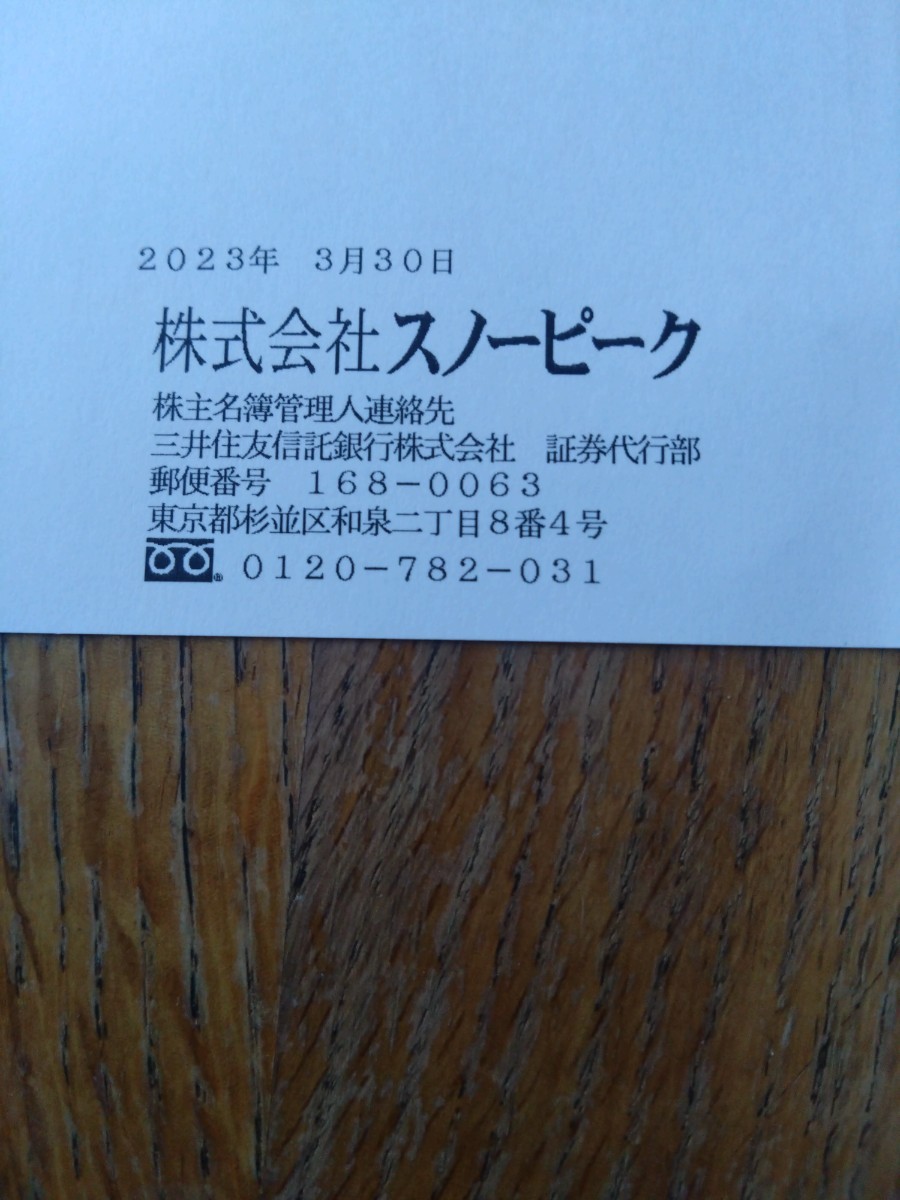 ２０２３年　３月３０日
株式会社スノーピーク
株主名簿管理人連絡先
三井住友信託銀行株式会社　証券代行部
郵便番号　１６８－００６３
東京都杉並区和泉二丁目８番４号
０１２０－７８２－０３１